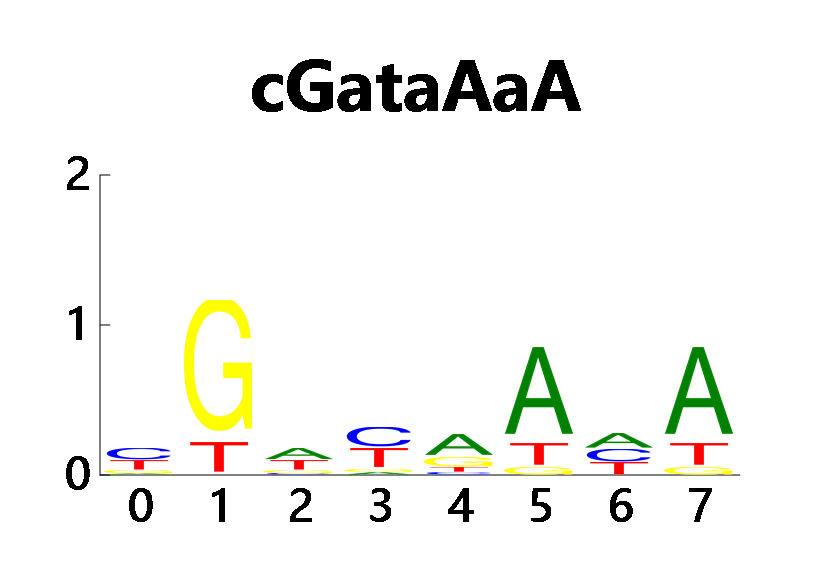 cGataAaA
2
1
0
C G A C A A A A
T T T T G T C T
G G G T G T G
0 1 2 3 4 5 6 7